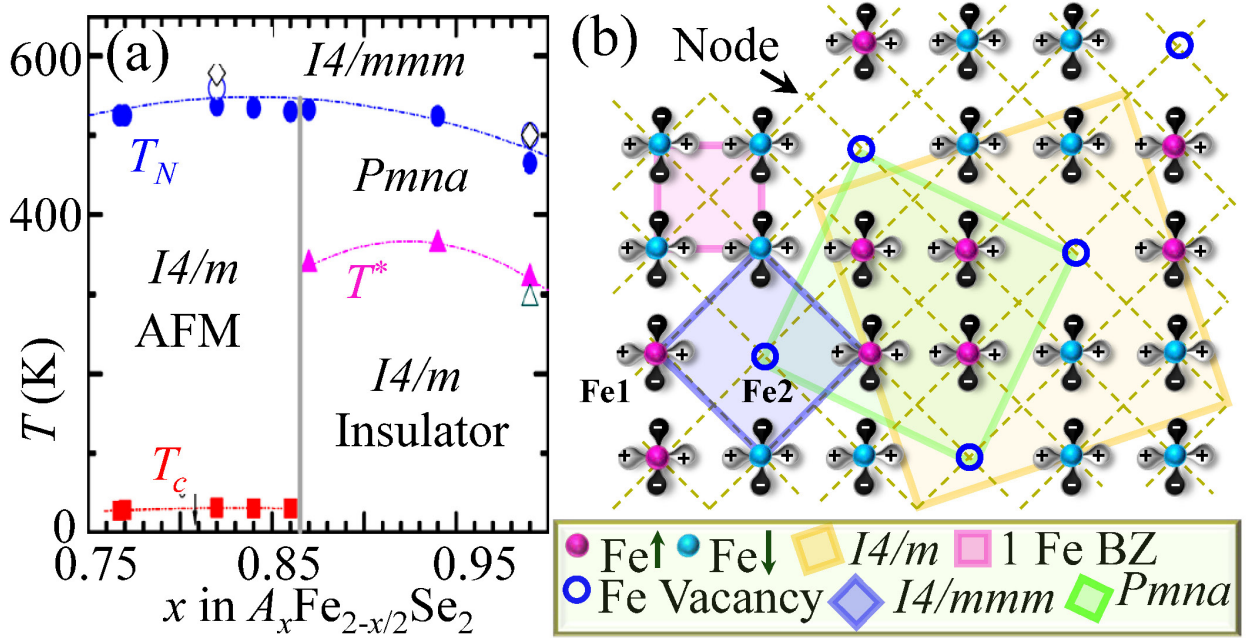 (a)
600
400
200
0
T (K)
I4/mmm
T_N
Pmna
T*
I4/m
AFM
I4/m
Insulator
T_c
0.75 0.85 0.95
x in A_xFe_{2-x/2}Se_2
(b)
Node
Fe1
Fe2
Fe↑ Fe↓ I4/m 1 Fe BZ
Fe Vacancy I4/mmm Pmna